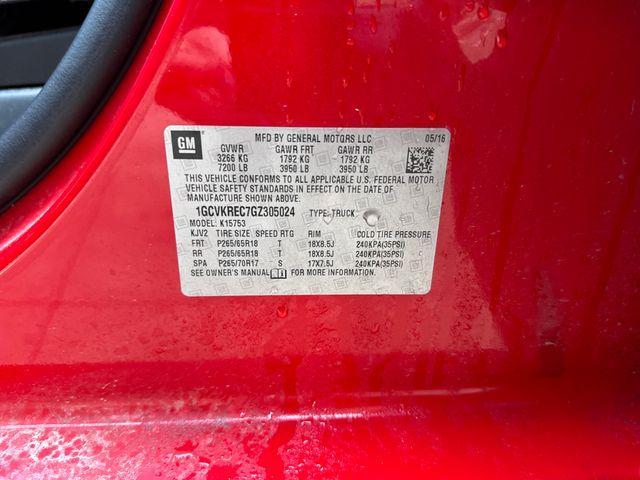 GM
MFD BY GENERAL MOTORS LLC 05/16
GVWR GAWR FRT GAWR RR
3266 KG 1792 KG 1792 KG
7200 LB 3950 LB 3950 LB
THIS VEHICLE CONFORMS TO ALL APPLICABLE U.S. FEDERAL MOTOR
VEHICLE SAFETY STANDARDS IN EFFECT ON THE DATE OF
MANUFACTURE SHOWN ABOVE.
1GCVKREC7GZ305024 TYPE: TRUCK
MODEL: K15753
KJV2 TIRE SIZE SPEED RTG RIM COLD TIRE PRESSURE
FRT P265/65R18 T 18X8.5J 240KPA(35PSI)
RR P265/65R18 T 18X8.5J 240KPA(35PSI)
SPA P265/70R17 S 17X7.5J 240KPA(35PSI)
SEE OWNER'S MANUAL FOR MORE INFORMATION.